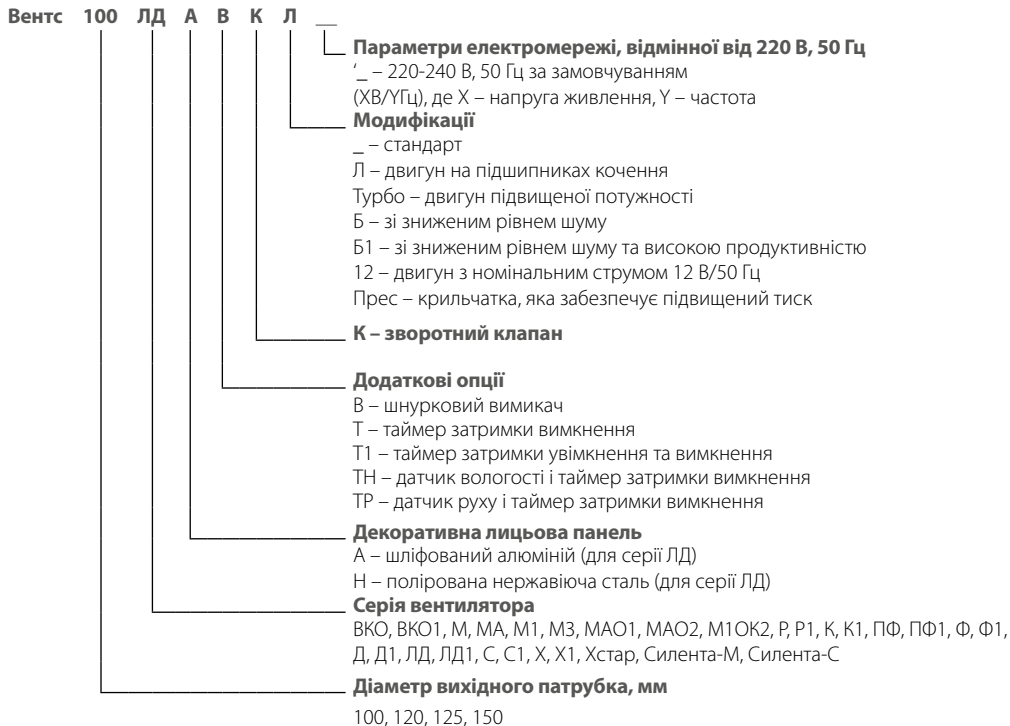 Вентс 100 ЛД А В К Л __
Параметри електромережі, відмінної від 220 В, 50 Гц
‘_ – 220-240 В, 50 Гц за замовчуванням
(ХВ/YГц), де X – напруга живлення, Y – частота
Модифікації
_ – стандарт
Л – двигун на підшипниках кочення
Турбо – двигун підвищеної потужності
Б – зі зниженим рівнем шуму
Б1 – зі зниженим рівнем шуму та високою продуктивністю
12 – двигун з номінальним струмом 12 В/50 Гц
Прес – крильчатка, яка забезпечує підвищений тиск
К – зворотний клапан
Додаткові опції
В – шнурковий вимикач
Т – таймер затримки вимкнення
Т1 – таймер затримки увімкнення та вимкнення
ТН – датчик вологості і таймер затримки вимкнення
ТР – датчик руху і таймер затримки вимкнення
Декоративна лицьова панель
А – шліфований алюміній (для серії ЛД)
Н – полірована нержавіюча сталь (для серії ЛД)
Серія вентилятора
ВКО, ВКО1, М, МА, М1, М3, МАО1, МАО2, М1ОК2, Р, Р1, К, К1, ПФ, ПФ1, Ф, Ф1,
Д, Д1, ЛД, ЛД1, С, С1, Х, Х1, Хстар, Силента-М, Силента-С
Діаметр вихідного патрубка, мм
100, 120, 125, 150